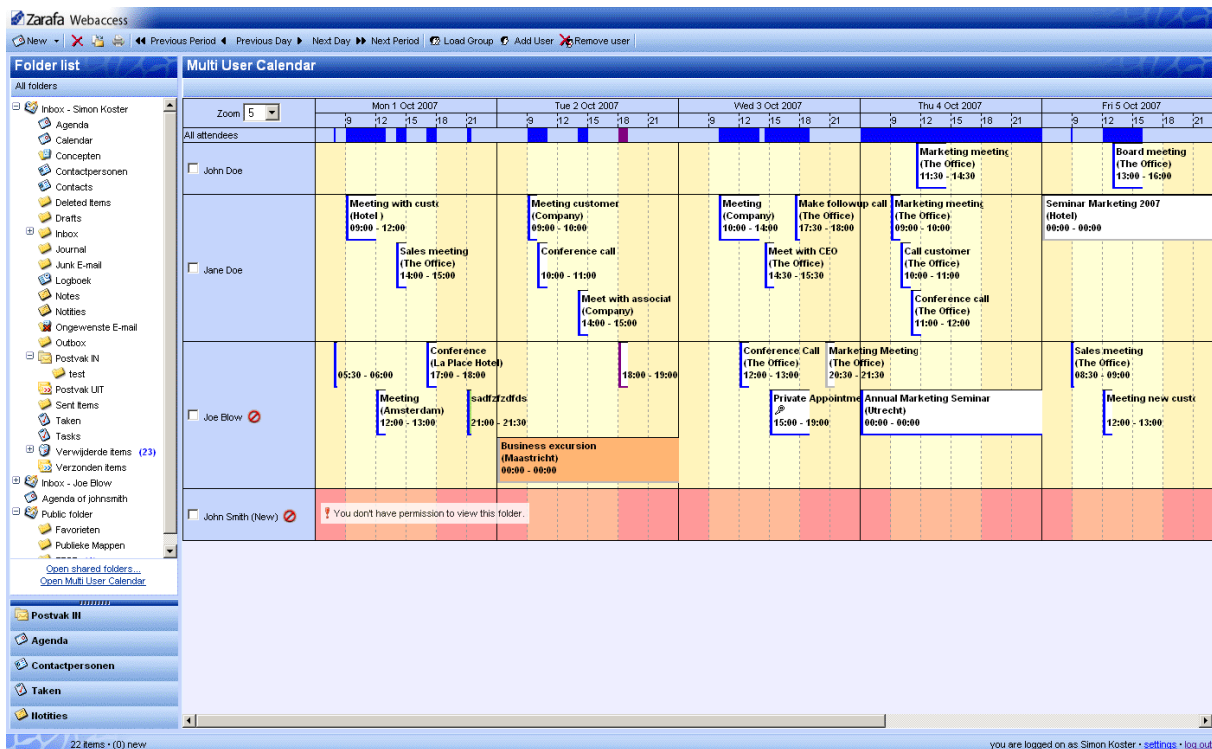 Zarafa Webaccess
New Previous Period Previous Day Next Day Next Period Load Group Add User Remove user
Folder list
All folders
Inbox - Simon Koster
Agenda
Calendar
Concepten
Contactpersonen
Contacts
Deleted Items
Drafts
Inbox
Journal
Junk E-mail
Logboek
Notes
Notities
Ongewenste E-mail
Outbox
Postvak IN
test
Postvak UIT
Sent Items
Taken
Tasks
Verwijderde items (23)
Verzonden items
Inbox - Joe Blow
Agenda of johnsmith
Public folder
Favorieten
Publieke Mappen
Open shared folders...
Open Multi User Calendar
Postvak IN
Agenda
Contactpersonen
Taken
Notities
Multi User Calendar
Zoom 5
Mon 1 Oct 2007 Tue 2 Oct 2007 Wed 3 Oct 2007 Thu 4 Oct 2007 Fri 5 Oct 2007
9 12 15 18 21 9 12 15 18 21 9 12 15 18 21 9 12 15 18 21 9 12 15 18 21
All attendees
John Doe
Marketing meeting
(The Office)
11:30 - 14:30
Board meeting
(The Office)
13:00 - 16:00
Jane Doe
Meeting with custo
(Hotel )
09:00 - 12:00
Sales meeting
(The Office)
14:00 - 15:00
Meeting customer
(Company)
09:00 - 10:00
Conference call
10:00 - 11:00
Meet with associat
(Company)
14:00 - 15:00
Meeting
(Company)
10:00 - 14:00
Make followup call
(The Office)
17:30 - 18:00
Meet with CEO
(The Office)
14:30 - 15:30
Marketing meeting
(The Office)
09:00 - 10:00
Call customer
(The Office)
10:00 - 11:00
Conference call
(The Office)
11:00 - 12:00
Seminar Marketing 2007
(Hotel)
00:00 - 00:00
Joe Blow
05:30 - 06:00
Conference
(La Place Hotel)
17:00 - 18:00
Meeting
(Amsterdam)
12:00 - 13:00
sadfzfzdfds
21:00 - 21:30
18:00 - 19:00
Business excursion
(Maastricht)
00:00 - 00:00
Conference Call
(The Office)
12:00 - 13:00
Marketing Meeting
(The Office)
20:30 - 21:30
Private Appointme
15:00 - 19:00
Annual Marketing Seminar
(Utrecht)
00:00 - 00:00
Sales meeting
(The Office)
08:30 - 09:00
Meeting new custo
12:00 - 13:00
John Smith (New)
You don't have permission to view this folder.
22 items • (0) new
you are logged on as Simon Koster • settings • log out